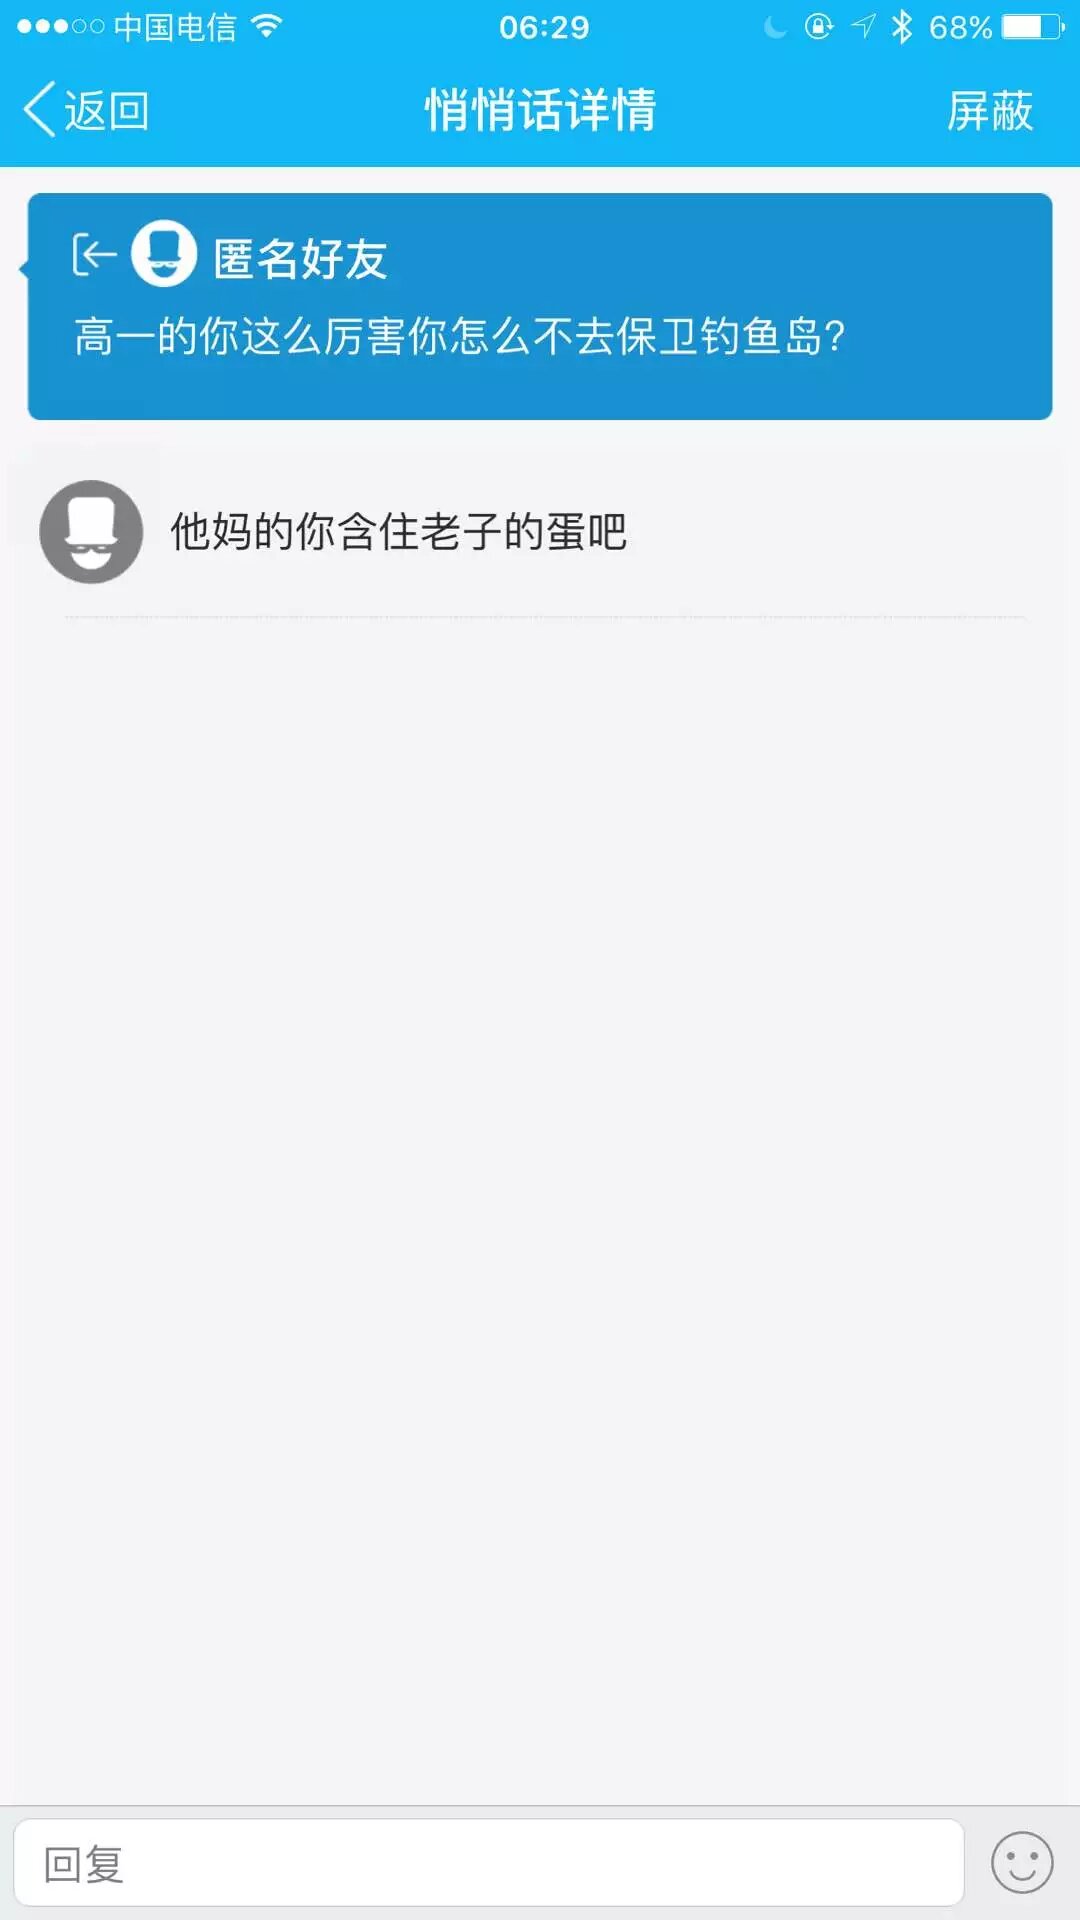 中国电信 06:29 68%
返回 悄悄话详情 屏蔽
匿名好友
高一的你这么厉害你怎么不去保卫钓鱼岛?
他妈的你含住老子的蛋吧
回复